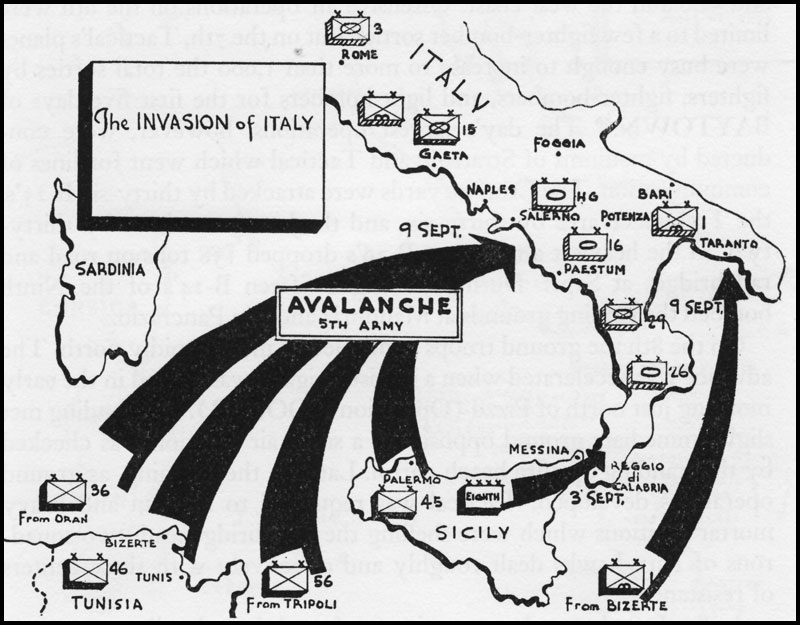 3
ROME
ITALY
The INVASION of ITALY
15
GAETA
FOGGIA
NAPLES
46
BARI
SALERNO
POTENZA
1
9 SEPT.
16
TARANTO
SARDINIA
PAESTUM
AVALANCHE
5TH ARMY
9 SEPT.
29
26
MESSINA
PALERMO
REGGIO
di
CALABRIA
36
45
EIGHTH
3 SEPT.
From ORAN
SICILY
BIZERTE
46
TUNIS
56
1
TUNISIA
From TRIPOLI
From BIZERTE